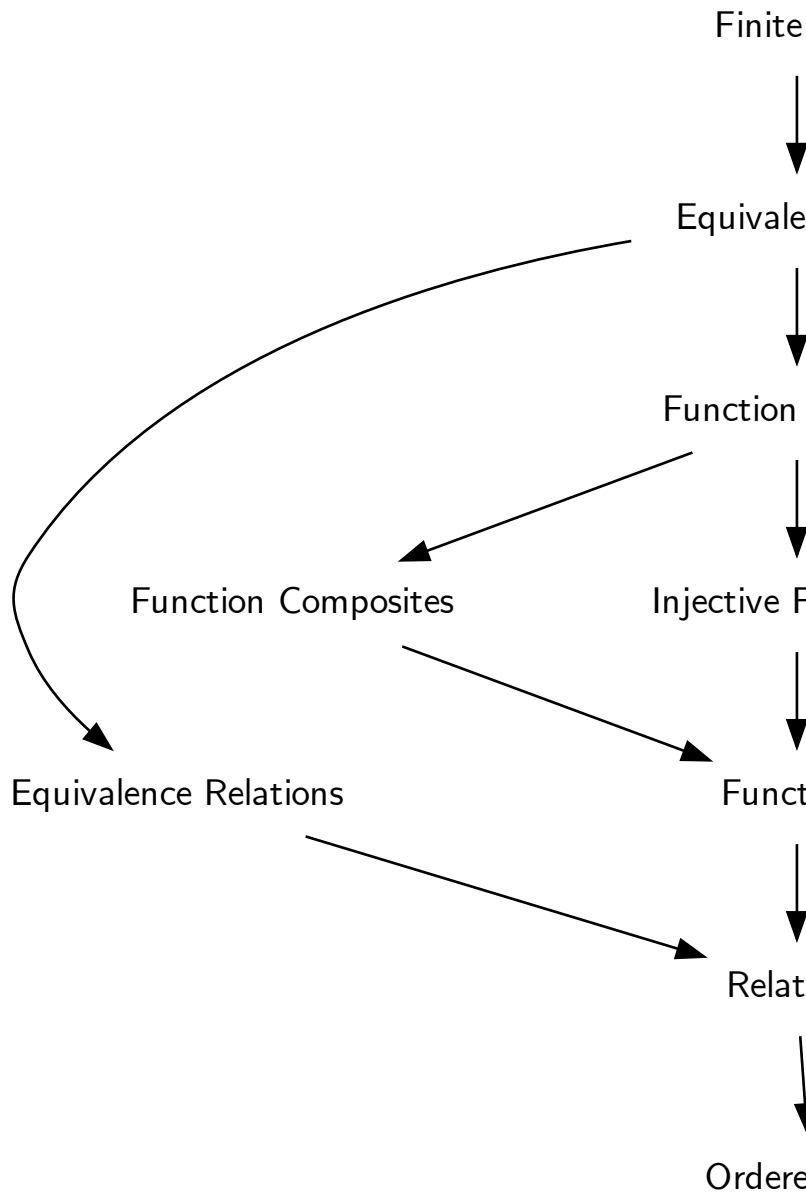 Finite
Equivale
Function
Function Composites
Injective F
Equivalence Relations
Funct
Relat
Ordere